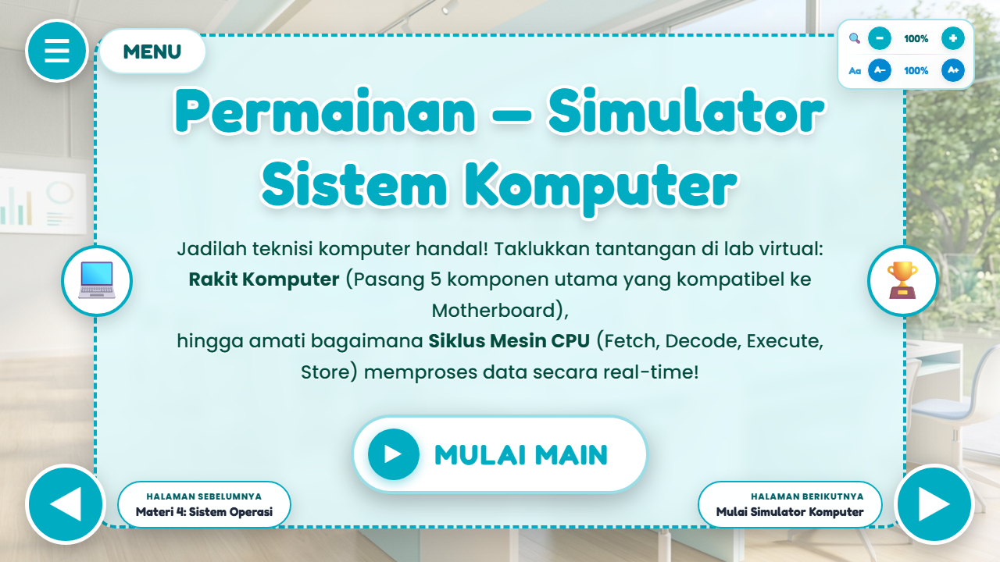 MENU
100%
Aa
A-
100%
A+
Permainan – Simulator
Sistem Komputer
Jadilah teknisi komputer handal! Taklukkan tantangan di lab virtual:
Rakit Komputer (Pasang 5 komponen utama yang kompatibel ke
Motherboard),
hingga amati bagaimana Siklus Mesin CPU (Fetch, Decode, Execute,
Store) memproses data secara real-time!
MULAI MAIN
HALAMAN SEBELUMNYA
Materi 4: Sistem Operasi
HALAMAN BERIKUTNYA
Mulai Simulator Komputer